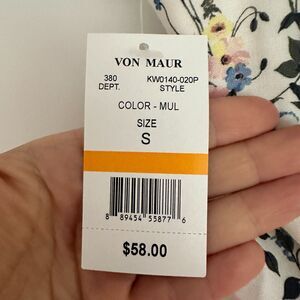 VON MAUR
380 KW0140-020P
DEPT. STYLE
COLOR - MUL
SIZE
S
8 89454 55877 6
$58.00